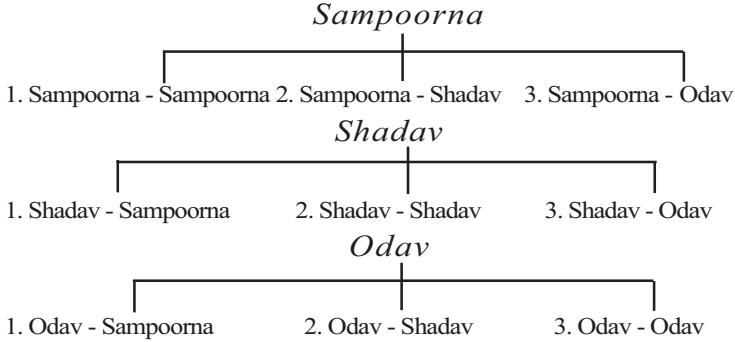 Sampoorna
1. Sampoorna - Sampoorna 2. Sampoorna - Shadav 3. Sampoorna - Odav
Shadav
1. Shadav - Sampoorna 2. Shadav - Shadav 3. Shadav - Odav
Odav
1. Odav - Sampoorna 2. Odav - Shadav 3. Odav - Odav